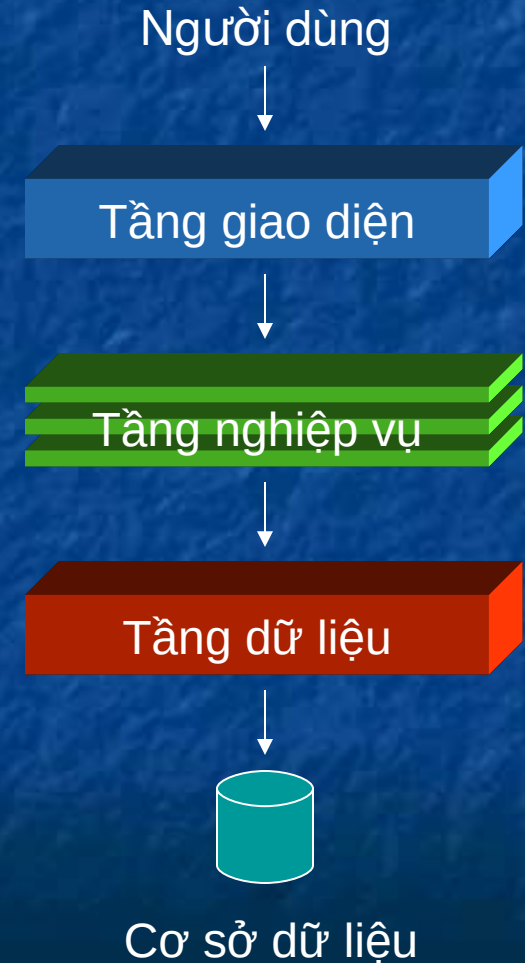 Người dùng
Tầng giao diện
Tầng nghiệp vụ
Tầng dữ liệu
Cơ sở dữ liệu